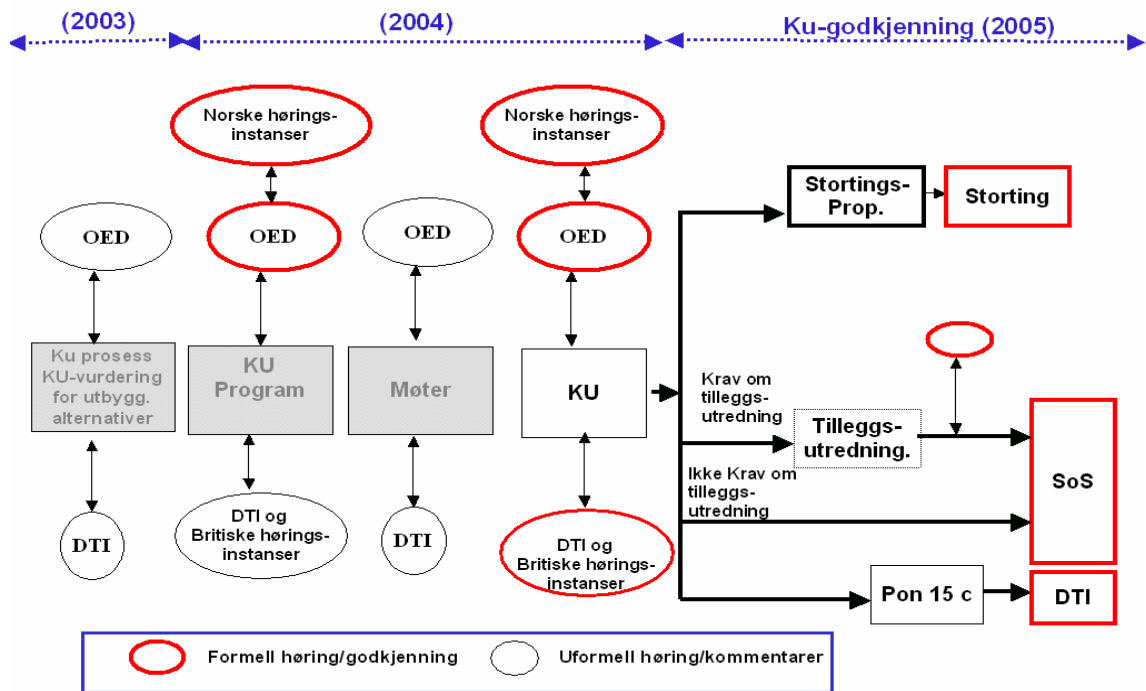 (2003)
(2004)
Ku-godkjenning (2005)
Norske hørings-
instanser
Norske hørings-
instanser
OED
OED
OED
OED
Stortings-
Prop.
Storting
Ku prosess
KU-vurdering
for utbygg.
alternativer
KU
Program
Møter
KU
Krav om
tilleggs-
utredning
Tilleggs-
utredning.
Ikke Krav om
tilleggs-
utredning
SoS
DTI
DTI og
Britiske hørings-
instanser
DTI
DTI og
Britiske hørings-
instanser
Pon 15 c
DTI
Formell høring/godkjenning
Uformell høring/kommentarer